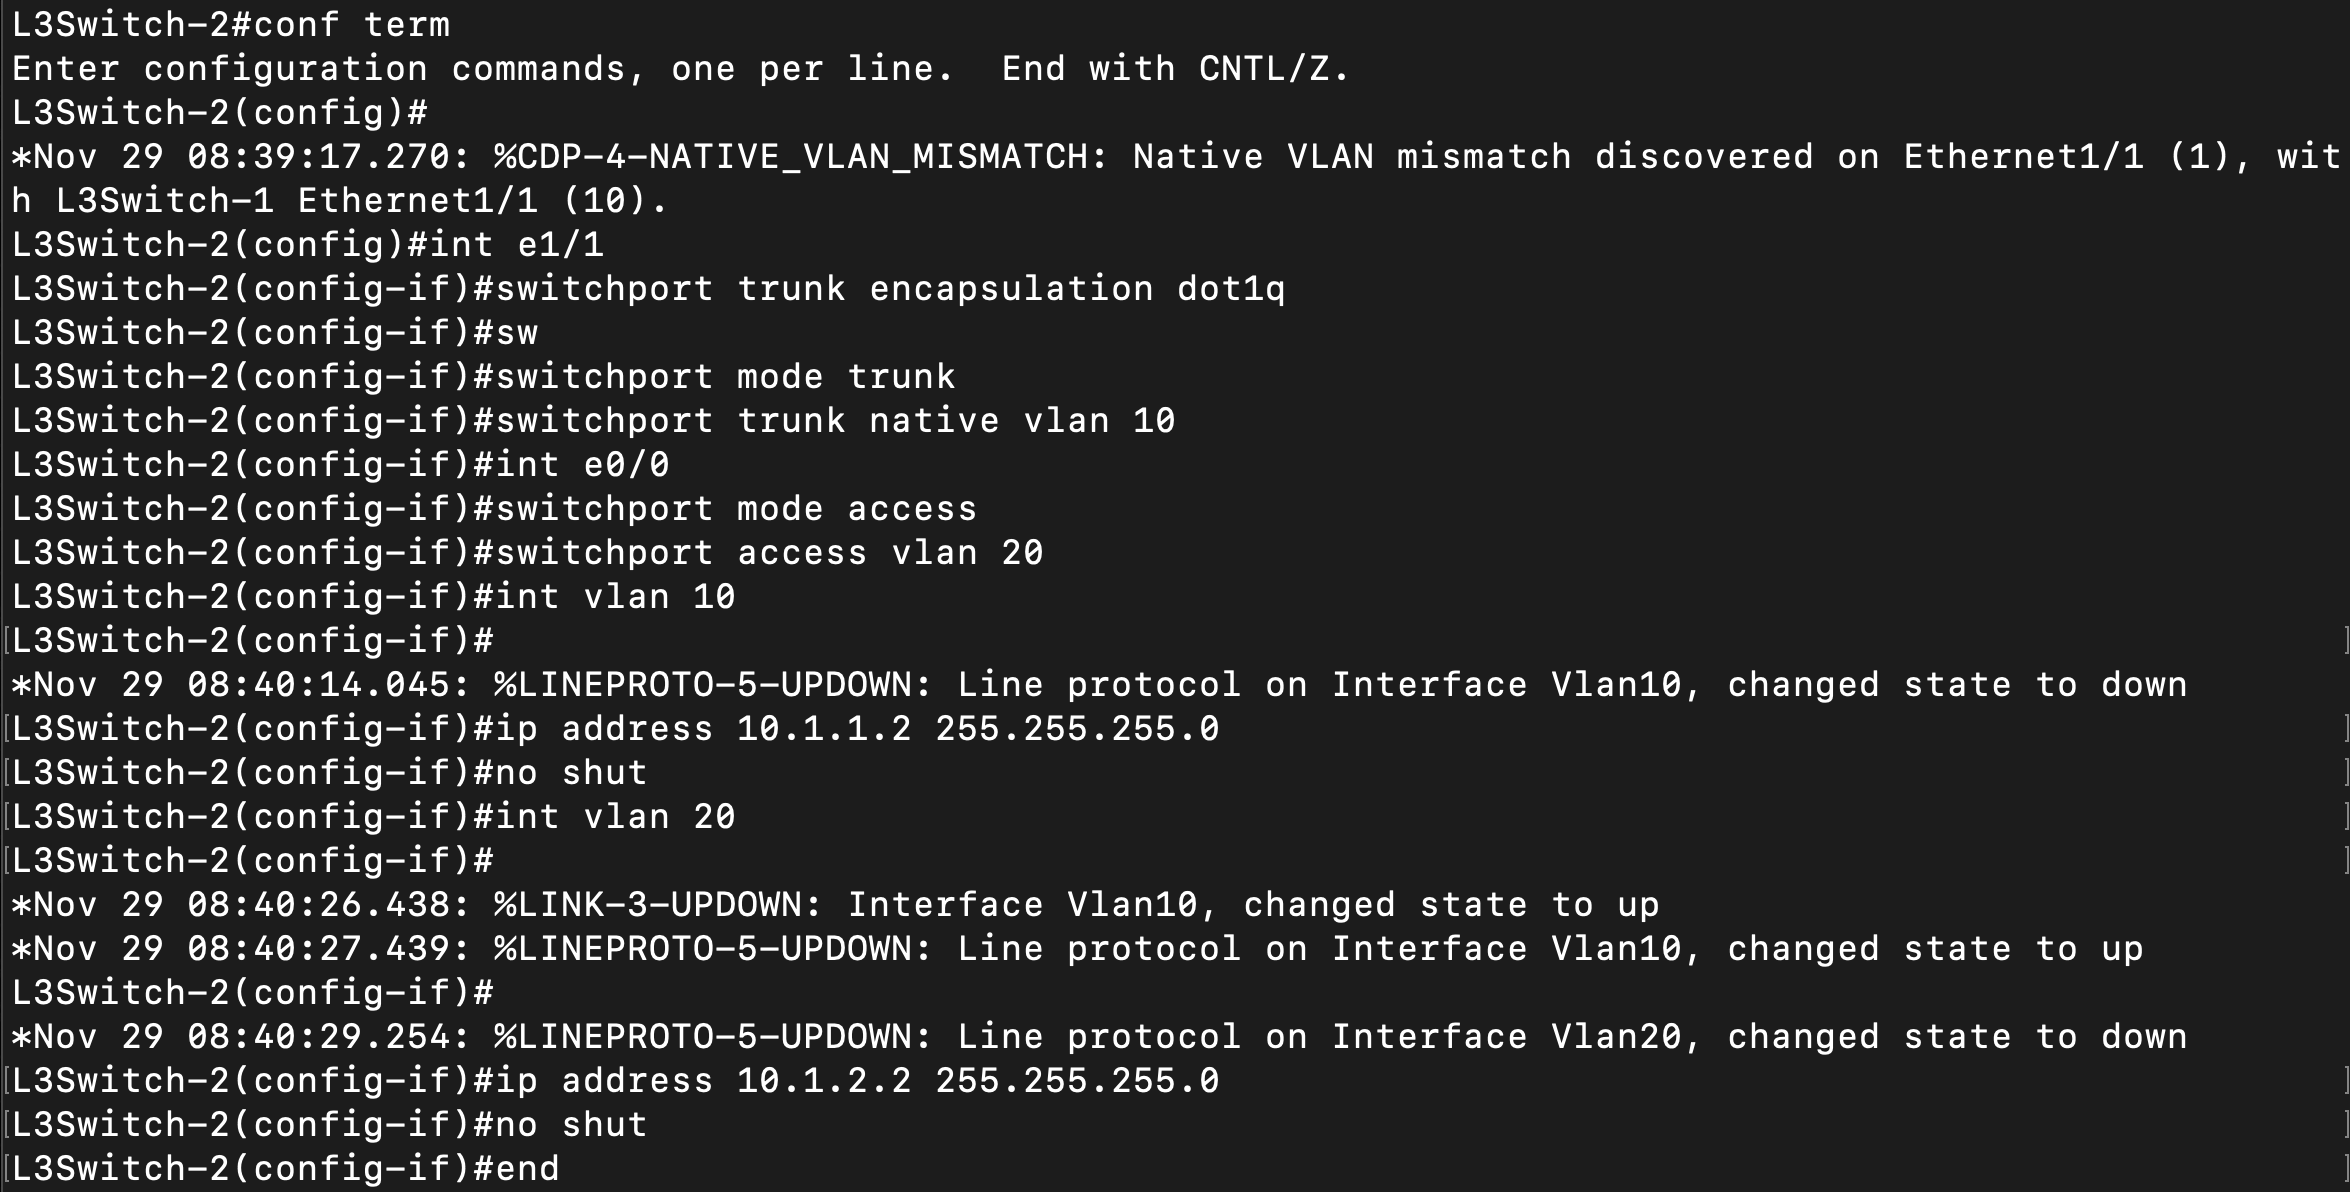 L3Switch-2#conf term
Enter configuration commands, one per line.  End with CNTL/Z.
L3Switch-2(config)#
*Nov 29 08:39:17.270: %CDP-4-NATIVE_VLAN_MISMATCH: Native VLAN mismatch discovered on Ethernet1/1 (1), wit
h L3Switch-1 Ethernet1/1 (10).
L3Switch-2(config)#int e1/1
L3Switch-2(config-if)#switchport trunk encapsulation dot1q
L3Switch-2(config-if)#sw
L3Switch-2(config-if)#switchport mode trunk
L3Switch-2(config-if)#switchport trunk native vlan 10
L3Switch-2(config-if)#int e0/0
L3Switch-2(config-if)#switchport mode access
L3Switch-2(config-if)#switchport access vlan 20
L3Switch-2(config-if)#int vlan 10
[L3Switch-2(config-if)# ]
*Nov 29 08:40:14.045: %LINEPROTO-5-UPDOWN: Line protocol on Interface Vlan10, changed state to down
[L3Switch-2(config-if)#ip address 10.1.1.2 255.255.255.0 ]
[L3Switch-2(config-if)#no shut ]
[L3Switch-2(config-if)#int vlan 20 ]
[L3Switch-2(config-if)# ]
*Nov 29 08:40:26.438: %LINK-3-UPDOWN: Interface Vlan10, changed state to up
*Nov 29 08:40:27.439: %LINEPROTO-5-UPDOWN: Line protocol on Interface Vlan10, changed state to up
L3Switch-2(config-if)#
*Nov 29 08:40:29.254: %LINEPROTO-5-UPDOWN: Line protocol on Interface Vlan20, changed state to down
[L3Switch-2(config-if)#ip address 10.1.2.2 255.255.255.0 ]
[L3Switch-2(config-if)#no shut ]
[L3Switch-2(config-if)#end ]